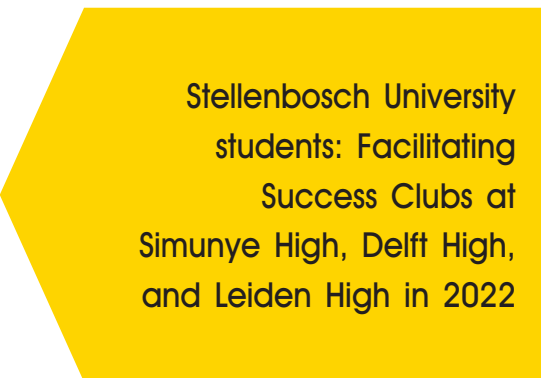 Stellenbosch University
students: Facilitating
Success Clubs at
Simunye High, Delft High,
and Leiden High in 2022